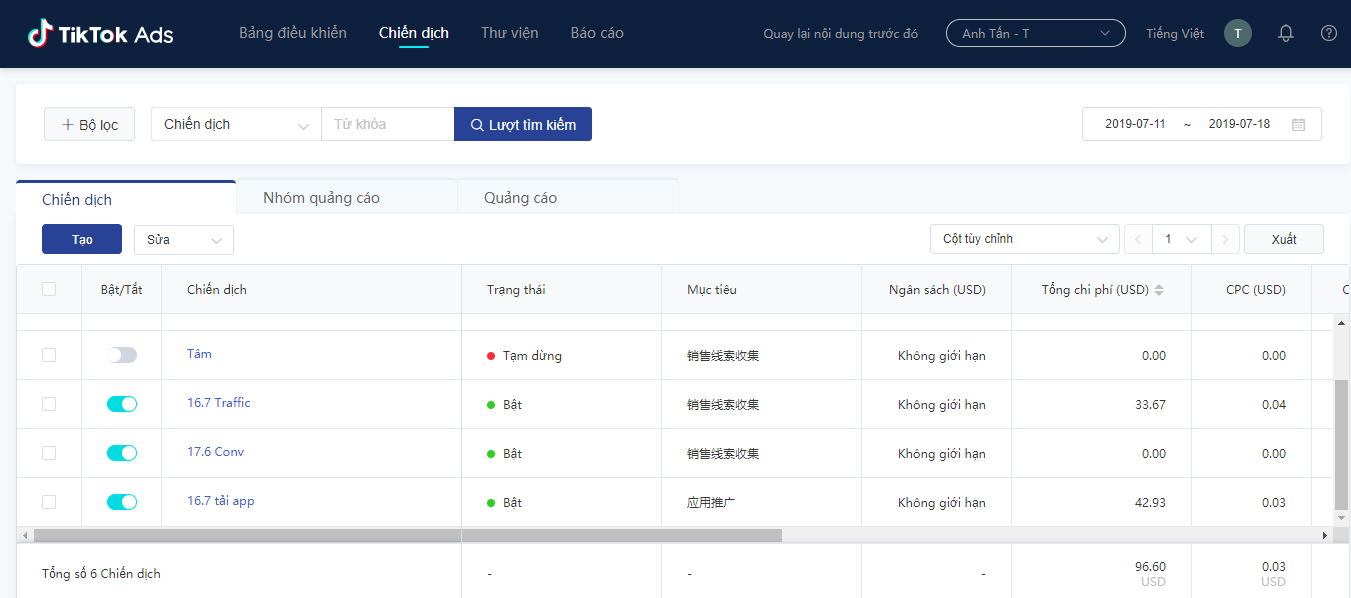 TikTok Ads Bảng điều khiển Chiến dịch Thư viện Báo cáo Quay lại nội dung trước đó Anh Tấn - T Tiếng Việt T
Bộ lọc Chiến dịch Từ khóa Lượt tìm kiếm 2019-07-11 ~ 2019-07-18
Chiến dịch Nhóm quảng cáo Quảng cáo
Tạo Sửa Cột tùy chỉnh 1 Xuất
Bật/Tắt Chiến dịch Trạng thái Mục tiêu Ngân sách (USD) Tổng chi phí (USD) CPC (USD) C
Tâm Tạm dừng 销售线索收集 Không giới hạn 0.00 0.00
16.7 Traffic Bật 销售线索收集 Không giới hạn 33.67 0.04
17.6 Conv Bật 销售线索收集 Không giới hạn 0.00 0.00
16.7 tải app Bật 应用推广 Không giới hạn 42.93 0.03
Tổng số 6 Chiến dịch - - - 96.60 0.03
USD USD